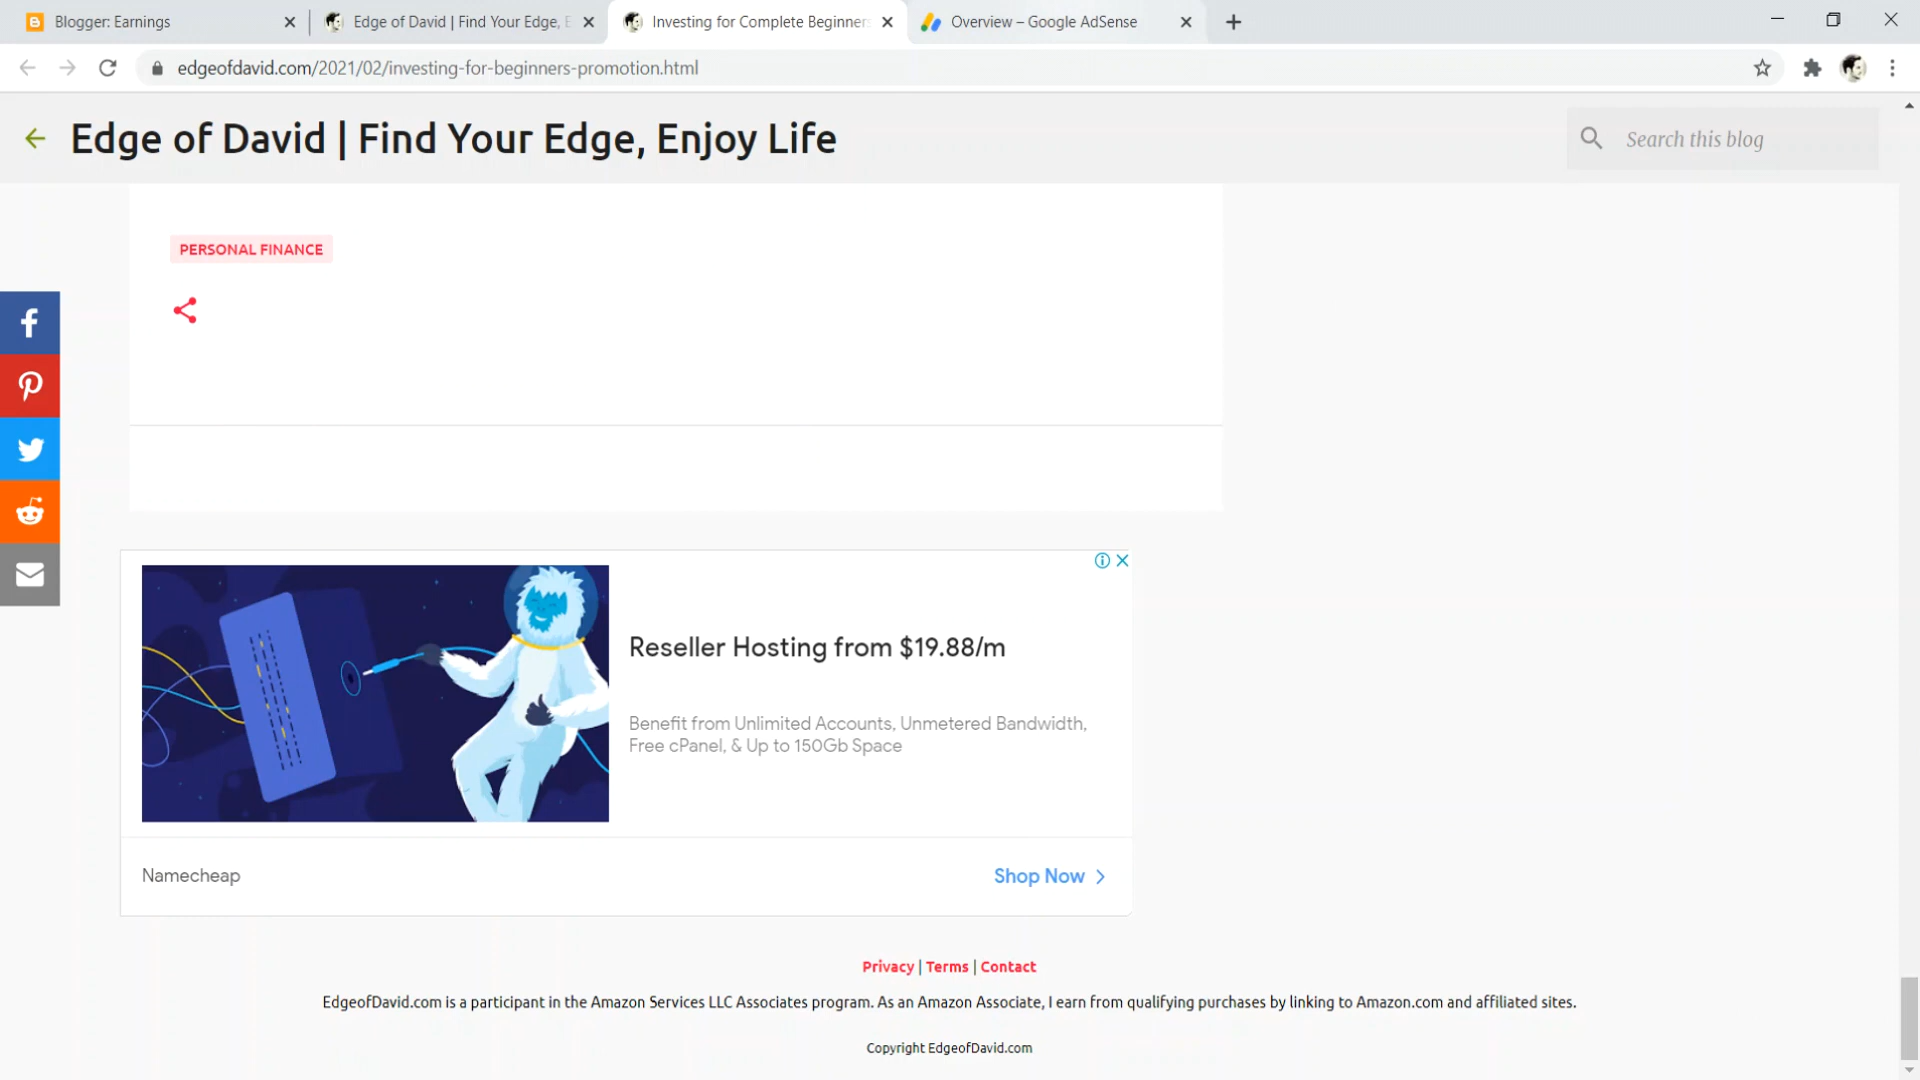 Blogger: Earnings
Edge of David | Find Your Edge, E
Investing for Complete Beginners
Overview – Google AdSense
edgeofdavid.com/2021/02/investing-for-beginners-promotion.html
Edge of David | Find Your Edge, Enjoy Life
Search this blog
PERSONAL FINANCE
Reseller Hosting from $19.88/m
Benefit from Unlimited Accounts, Unmetered Bandwidth,
Free cPanel, & Up to 150Gb Space
Namecheap
Shop Now
Privacy | Terms | Contact
EdgeofDavid.com is a participant in the Amazon Services LLC Associates program. As an Amazon Associate, I earn from qualifying purchases by linking to Amazon.com and affiliated sites.
Copyright EdgeofDavid.com